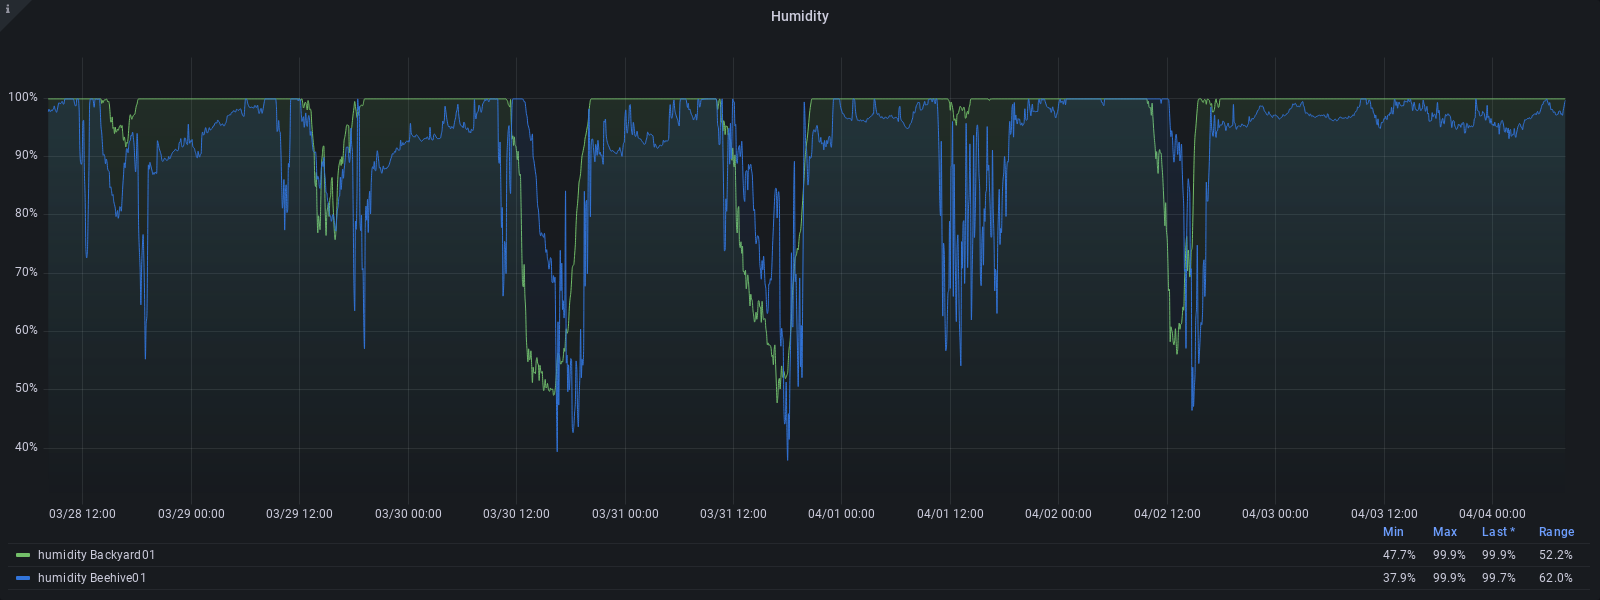 i
Humidity
100%
90%
80%
70%
60%
50%
40%
03/28 12:00 03/29 00:00 03/29 12:00 03/30 00:00 03/30 12:00 03/31 00:00 03/31 12:00 04/01 00:00 04/01 12:00 04/02 00:00 04/02 12:00 04/03 00:00 04/03 12:00 04/04 00:00
Min Max Last * Range
humidity Backyard01 47.7% 99.9% 99.9% 52.2%
humidity Beehive01 37.9% 99.9% 99.7% 62.0%